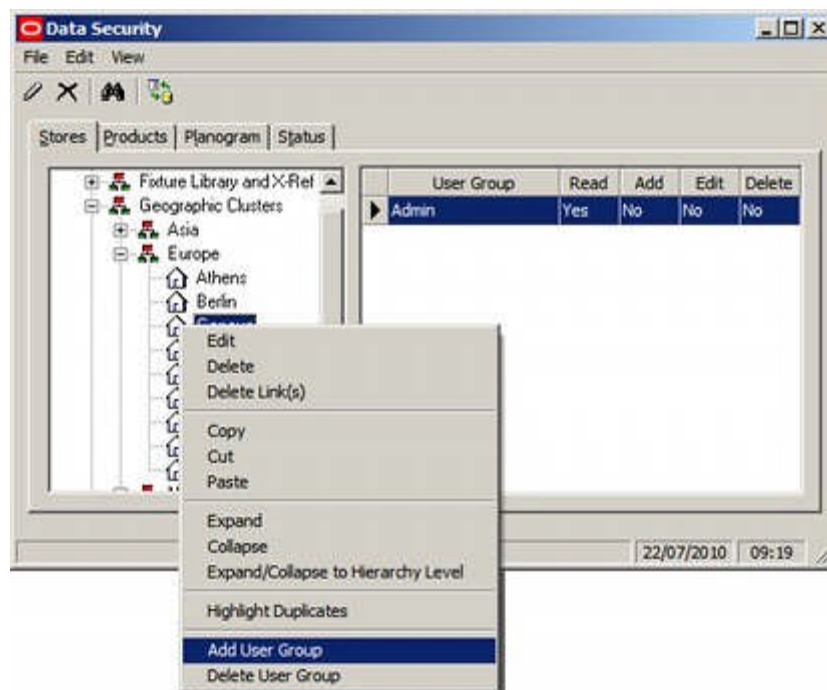 Data Security
File Edit View
Stores Products Planogram Status
Fixture Library and X-Ref
Geographic Clusters
Asia
Europe
Athens
Berlin
User Group Read Add Edit Delete
Admin Yes No No No
Edit
Delete
Delete Link(s)
Copy
Cut
Paste
Expand
Collapse
Expand/Collapse to Hierarchy Level
Highlight Duplicates
Add User Group
Delete User Group
22/07/2010 09:19